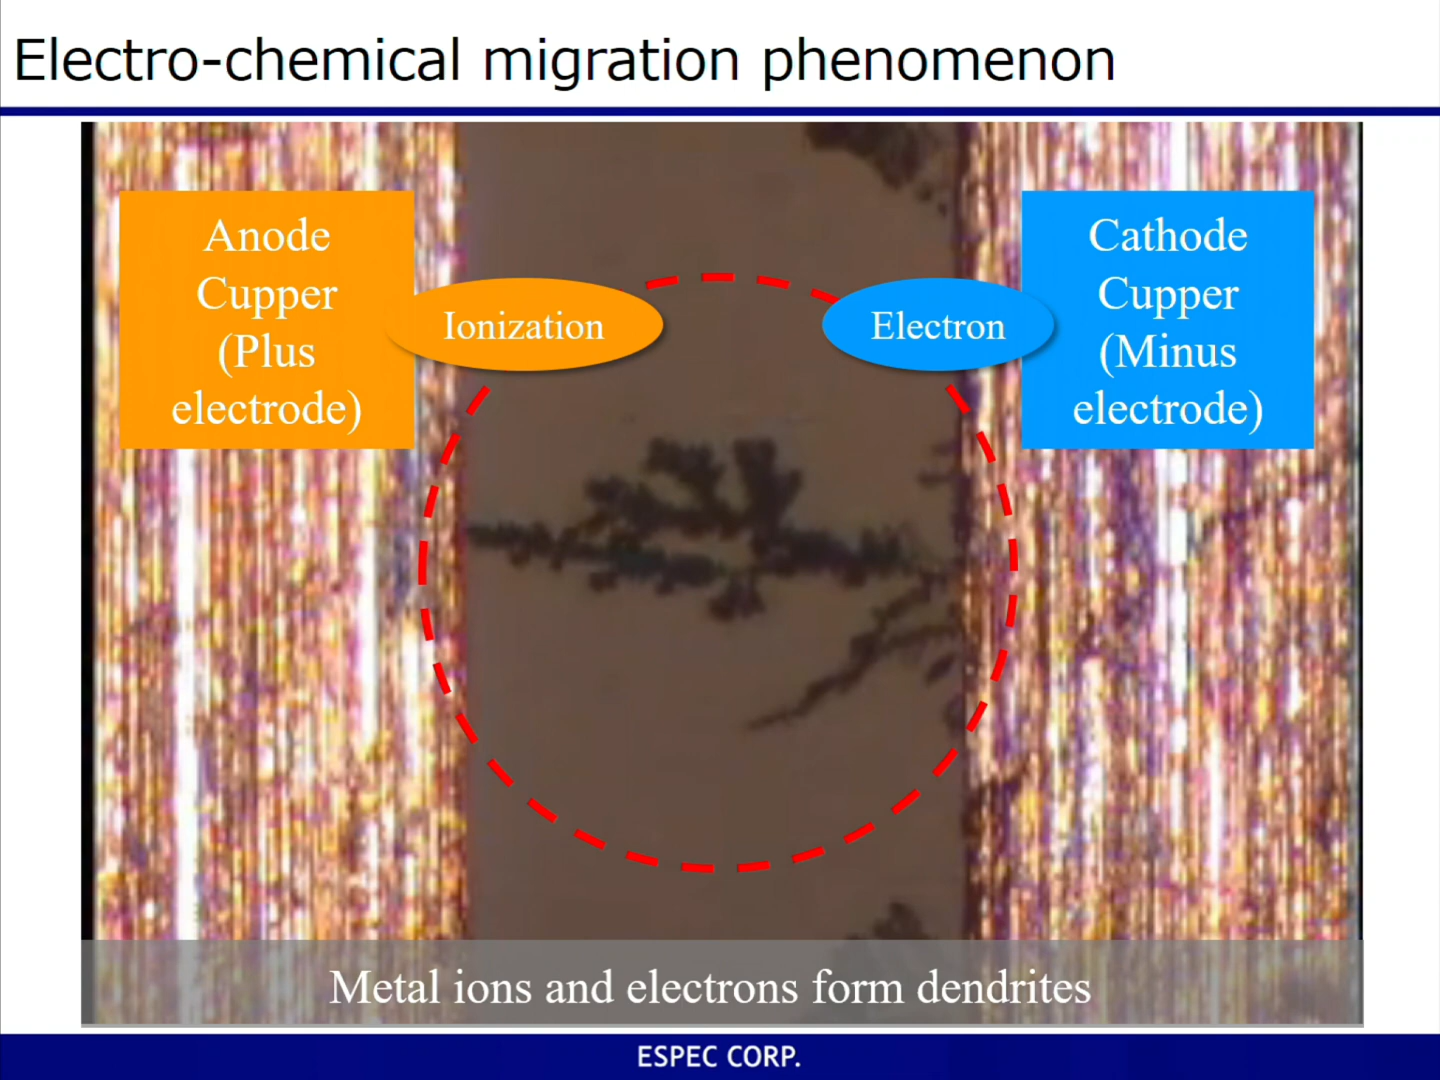 Electro-chemical migration phenomenon
Anode
Cupper
(Plus
electrode)
Ionization
Electron
Cathode
Cupper
(Minus
electrode)
Metal ions and electrons form dendrites
ESPEC CORP.